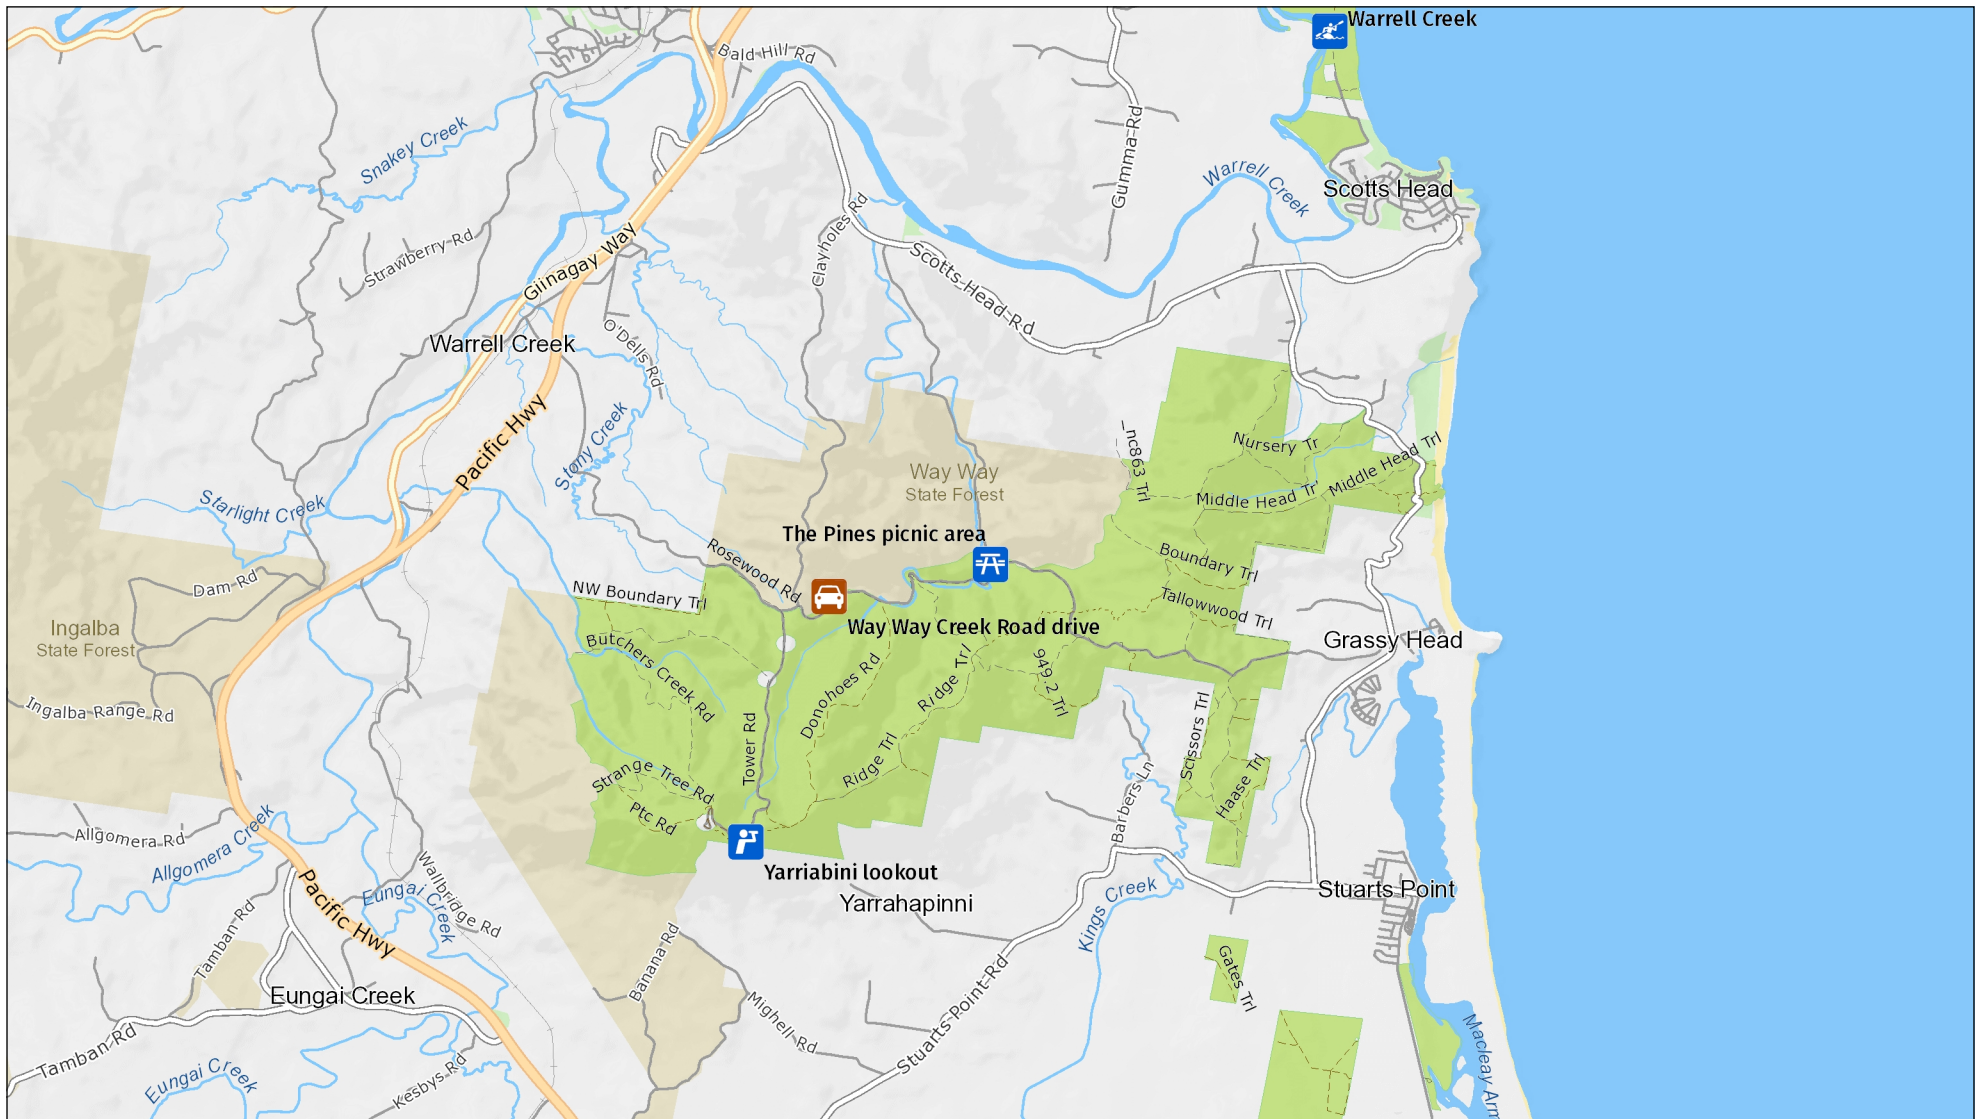 Warrell Creek
Bald Hill Rd
Snakey Creek
Gumma-Rd
Warrell Creek
Scotts Head
Strawberry Rd
Giinagay Way
Clayholes Rd
Scotts-Head-Rd
Warrell Creek
O'Dells Rd
Pacific Hwy
Stony Creek
_nc863 Trl
Nursery Tr
Middle Head Trl
Middle Head Tr'
Way Way
State Forest
Starlight Creek
The Pines picnic area
Rosewood Rd
Boundary Trl
Dam Rd
NW Boundary Trl
Tallowwood Trl
Ingalba
State Forest
Way Way Creek Road drive
Grassy Head
Butchers Creek Rd
Donohoes Rd
Ridge Trl
949.2 Trl
Ingalba Range Rd
Tower Rd
Scissors Trl
Ridge Trl
Strange Tree Rd
Haase Trl
Ptc Rd
Barbers Ln
Allgomera Rd
Allgomera Creek
Yarriabini lookout
Yarrahapinni
Wallbridge Rd
Eungai Creek
Pacific Hwy
Kings Creek
Stuarts Point
Tamban Rd
Banana Rd
Gates Trl
Eungai Creek
Mighell Rd
Stuarts Point-Rd
Tamban Rd
Eungai Creek
Kesbys Rd
Macleay Arm